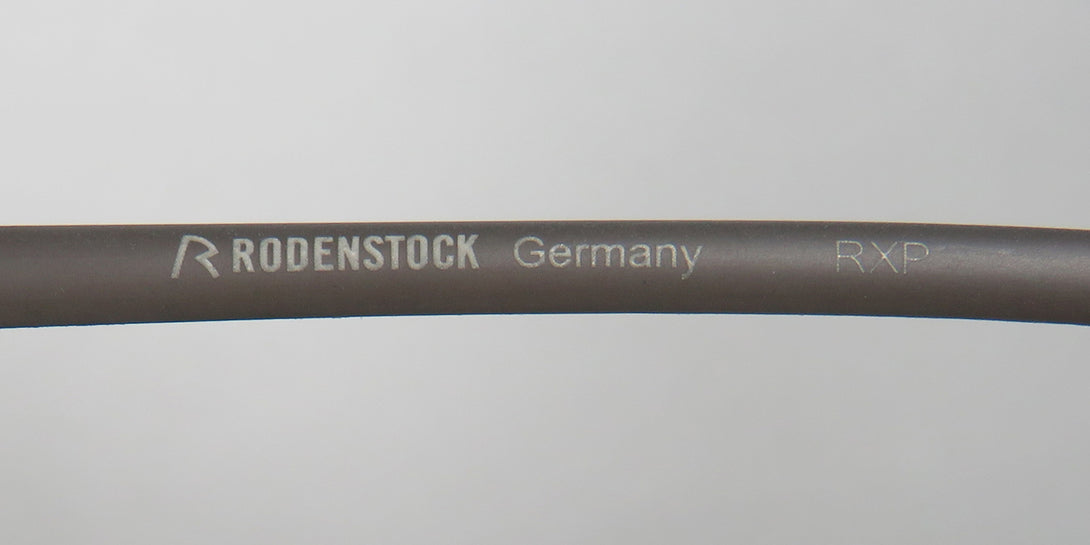 RODENSTOCK Germany RXP